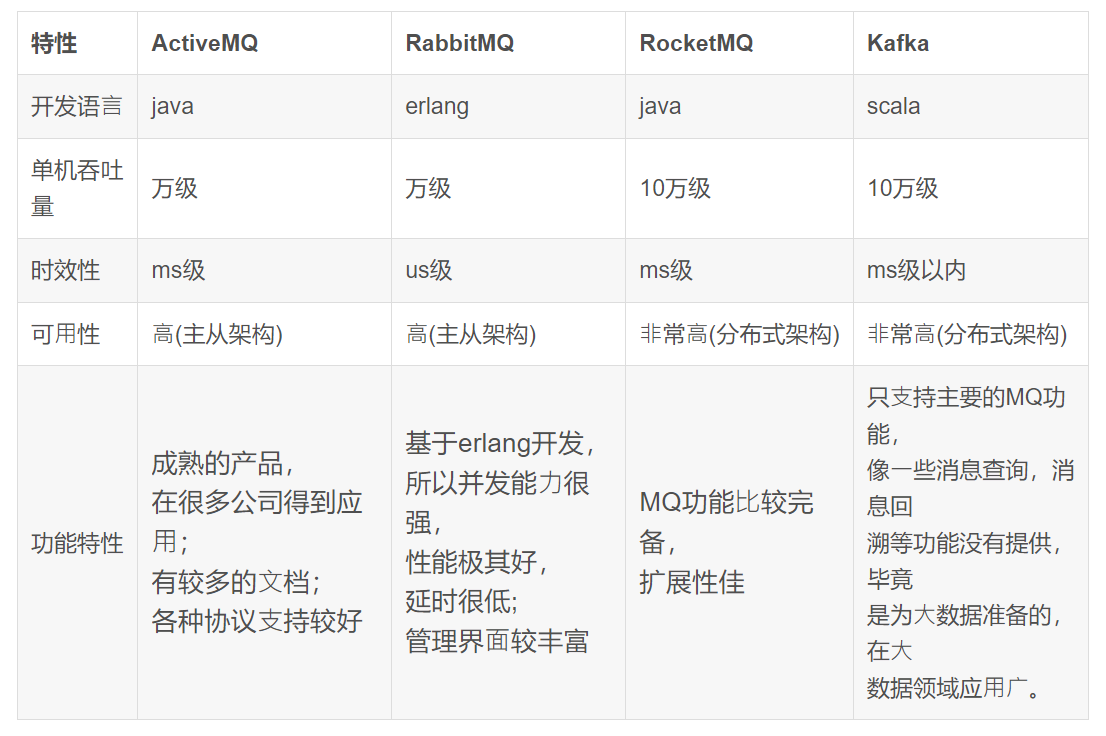 特性 ActiveMQ RabbitMQ RocketMQ Kafka
开发语言 java erlang java scala
单机吞吐
量
万级 万级 10万级 10万级
时效性 ms级 us级 ms级 ms级以内
可用性 高(主从架构) 高(主从架构) 非常高(分布式架构) 非常高(分布式架构)
功能特性
成熟的产品，
在很多公司得到应
用；
有较多的文档；
各种协议支持较好
基于erlang开发，
所以并发能力很
强，
性能极其好，
延时很低;
管理界面较丰富
MQ功能比较完
备，
扩展性佳
只支持主要的MQ功
能，
像一些消息查询，消
息回
溯等功能没有提供，
毕竟
是为大数据准备的，
在大
数据领域应用广。